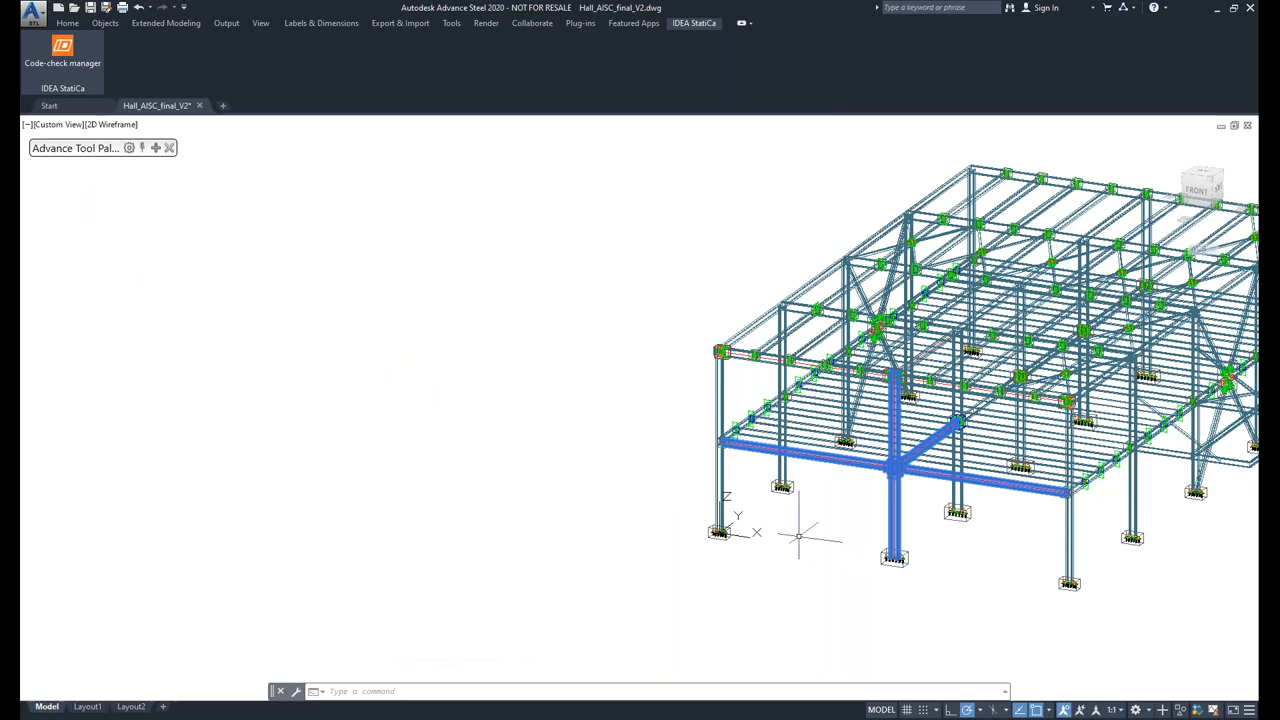 Autodesk Advance Steel 2020 - NOT FOR RESALE Hall_AISC_final_V2.dwg
Type a keyword or phrase
Sign In
STL
Home Objects Extended Modeling Output View Labels & Dimensions Export & Import Tools Render Collaborate Plug-ins Featured Apps IDEA StatiCa
Code-check manager
IDEA StatiCa
Start Hall_AISC_final_V2*
[−][Custom View][2D Wireframe]
Advance Tool Pal...
FRONT
Z
Y
X
Type a command
Model Layout1 Layout2
MODEL 1:1